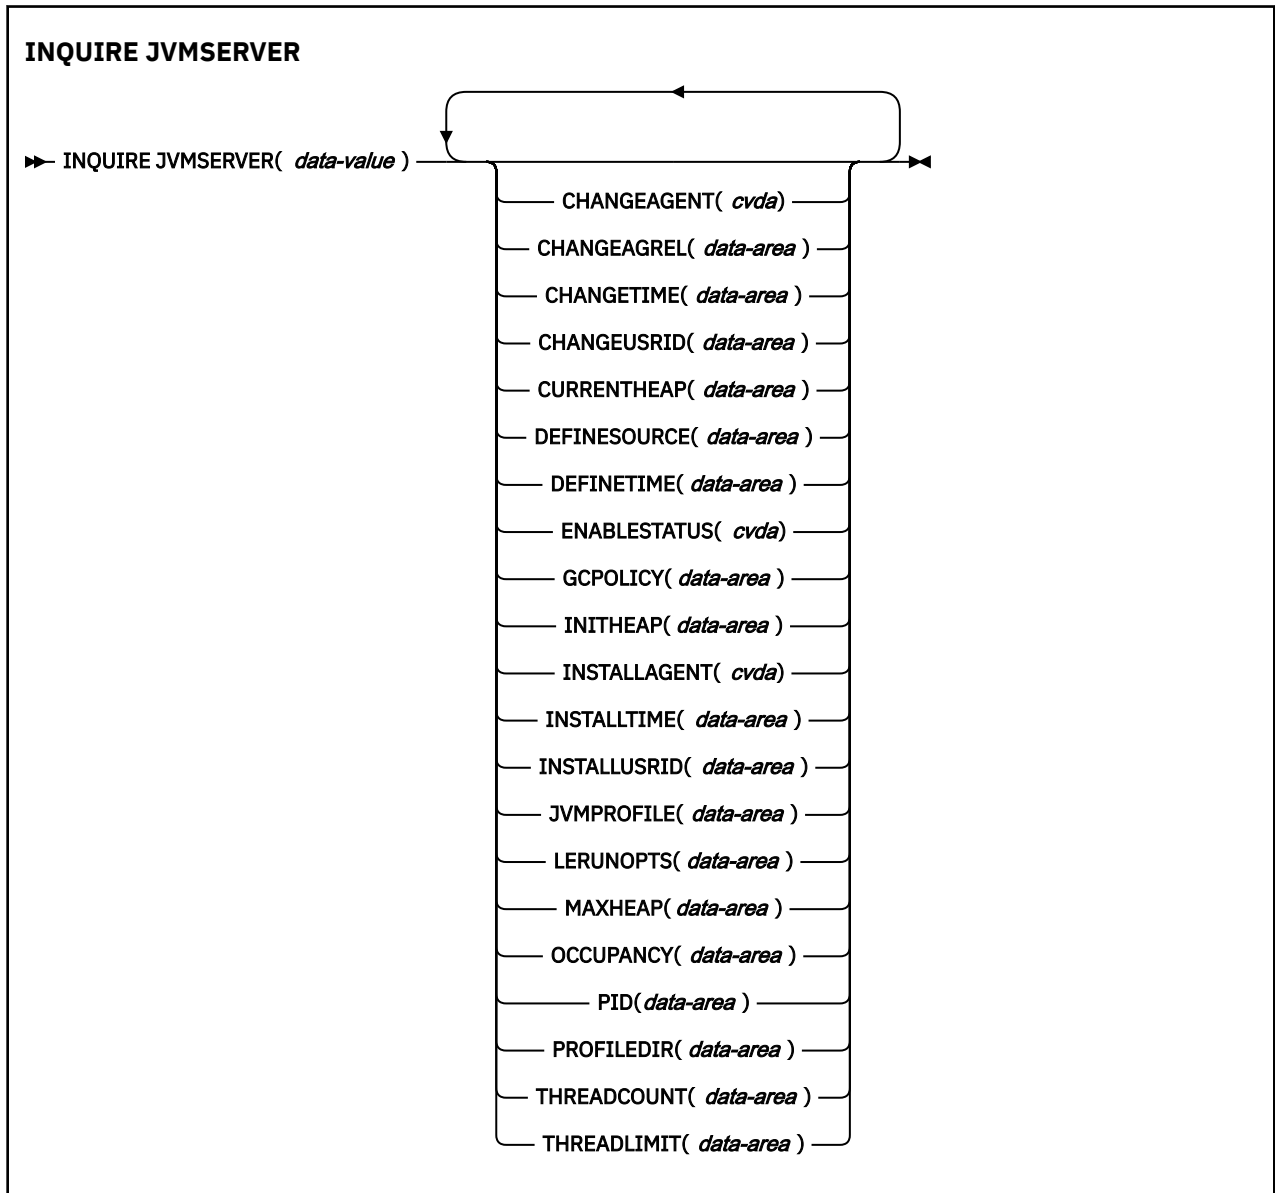 INQUIRE JVMSERVER
INQUIRE JVMSERVER( data-value )
CHANGEAGENT( cvda)
CHANGEAGREL( data-area )
CHANGETIME( data-area )
CHANGEUSRID( data-area )
CURRENTHEAP( data-area )
DEFINESOURCE( data-area )
DEFINETIME( data-area )
ENABLESTATUS( cvda)
GCPOLICY( data-area )
INITHEAP( data-area )
INSTALLAGENT( cvda)
INSTALLTIME( data-area )
INSTALLUSRID( data-area )
JVMPROFILE( data-area )
LERUNOPTS( data-area )
MAXHEAP( data-area )
OCCUPANCY( data-area )
PID(data-area )
PROFILEDIR( data-area )
THREADCOUNT( data-area )
THREADLIMIT( data-area )